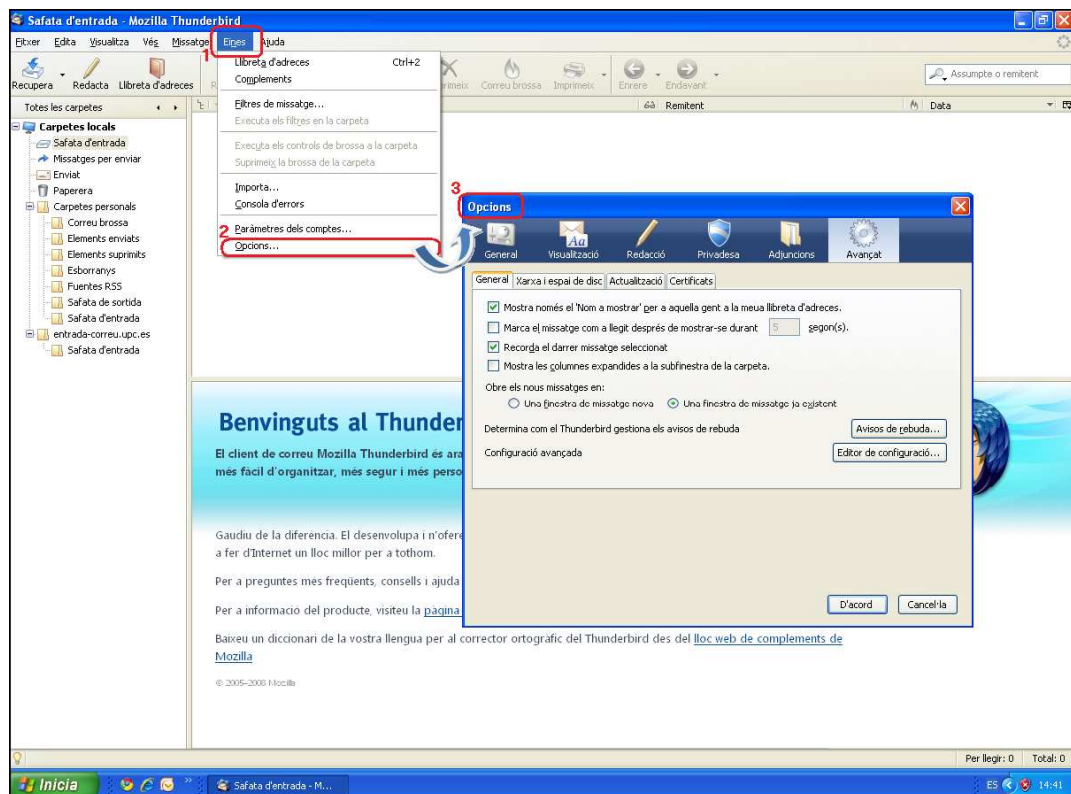 Safata d'entrada - Mozilla Thunderbird
Fitxer Edita Visualitza Vés Missatge Eines Ajuda
1
Recupera Redacta Llibreta d'adreces
Correu brossa Imprimeix Enrere Endavant
Assumpte o remitent
Llibreta d'adreces Ctrl+2
Complements
Filtres de missatge...
Executa els filtres en la carpeta
Executa els controls de brossa a la carpeta
Suprimeix la brossa de la carpeta
Importa...
Consola d'errors
Paràmetres dels comptes...
2
Opcions...
Totes les carpetes
Remitent
Data
Carpetes locals
Safata d'entrada
Missatges per enviar
Enviat
Paperera
Carpetes personals
Correu brossa
Elements enviats
Elements suprimits
Esborranys
Fuentes RSS
Safata de sortida
Safata d'entrada
entrada-correu.upc.es
Safata d'entrada
3
Opcions
General Visualització Redacció Privadesa Adjuncions Avançat
General Xarxa i espai de disc Actualització Certificats
Mostra només el 'Nom a mostrar' per a aquella gent a la meua llibreta d'adreces.
Marca el missatge com a llegit després de mostrar-se durant 5 segon(s).
Recorda el darrer missatge seleccionat
Mostra les columnes expandides a la subfinestra de la carpeta.
Obre els nous missatges en:
Una finestra de missatge nova Una finestra de missatge ja existent
Determina com el Thunderbird gestiona els avisos de rebuda Avisos de rebuda...
Configuració avançada Editor de configuració...
D'acord Cancel·la
Benvinguts al Thunder
El client de correu Mozilla Thunderbird és ara
més fàcil d'organitzar, més segur i més perso
Gaudiu de la diferència. El desenvolupa i n'ofere
a fer d'Internet un lloc millor per a tothom.
Per a preguntes més freqüents, consells i ajuda
Per a informació del producte, visiteu la pàgina
Baixeu un diccionari de la vostra llengua per al corrector ortogràfic del Thunderbird des del lloc web de complements de
Mozilla
© 2005–2008 Mozilla
Per llegir: 0 Total: 0
Inicia
Safata d'entrada - M...
ES 14:41